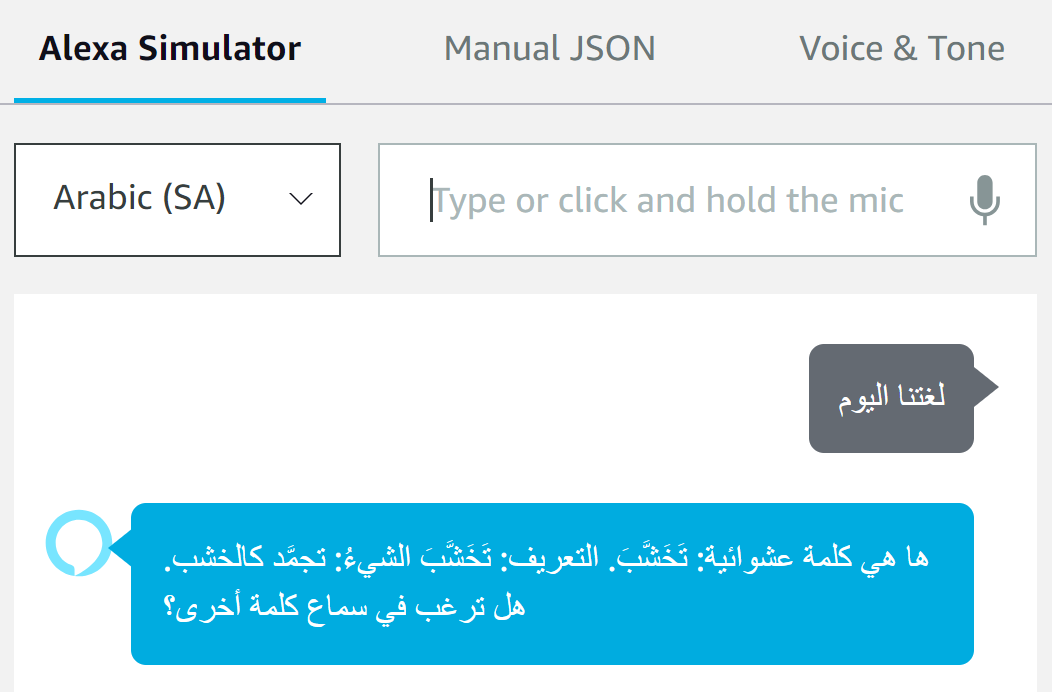 Alexa Simulator
Manual JSON
Voice & Tone
Arabic (SA)
Type or click and hold the mic
لغتنا اليوم
ها هي كلمة عشوائية: تَخَشَّبَ. التعريف: تَخَشَّبَ الشيءُ: تجمَّد كالخشب.
هل ترغب في سماع كلمة أخرى؟